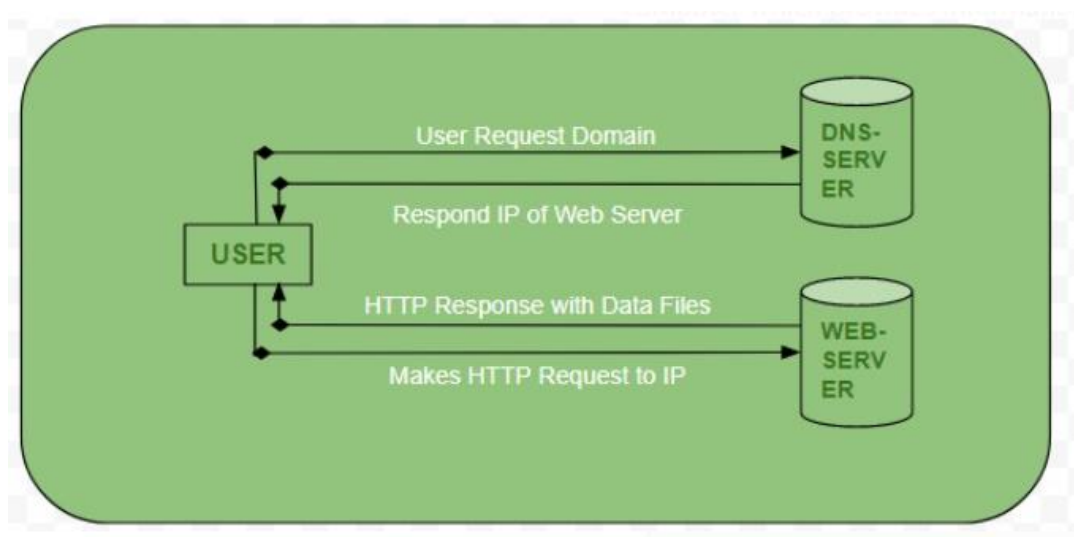 User Request Domain
DNS-
SERV
ER
Respond IP of Web Server
USER
HTTP Response with Data Files
WEB-
SERV
ER
Makes HTTP Request to IP